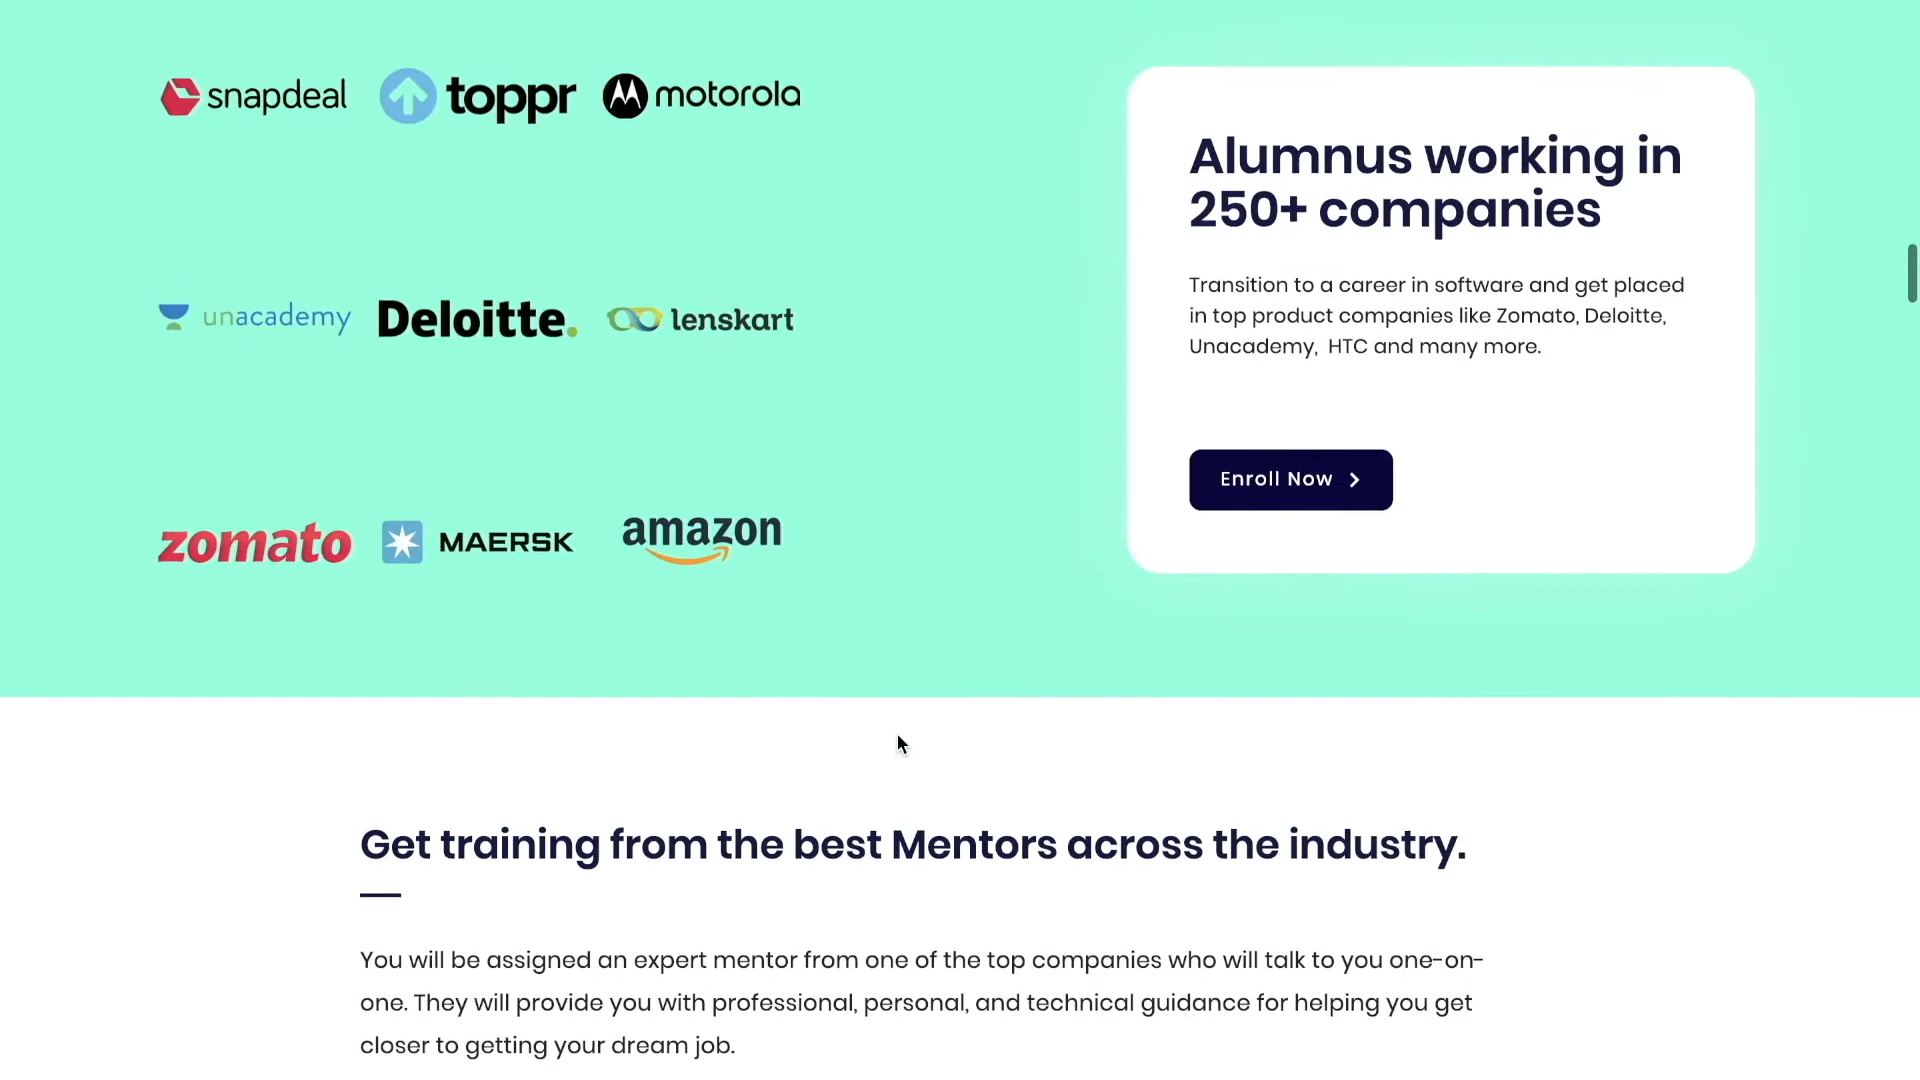 snapdeal toppr motorola
unacademy Deloitte. lenskart
zomato MAERSK amazon
Alumnus working in
250+ companies
Transition to a career in software and get placed
in top product companies like Zomato, Deloitte,
Unacademy, HTC and many more.
Enroll Now
Get training from the best Mentors across the industry.
You will be assigned an expert mentor from one of the top companies who will talk to you one-on-
one. They will provide you with professional, personal, and technical guidance for helping you get
closer to getting your dream job.